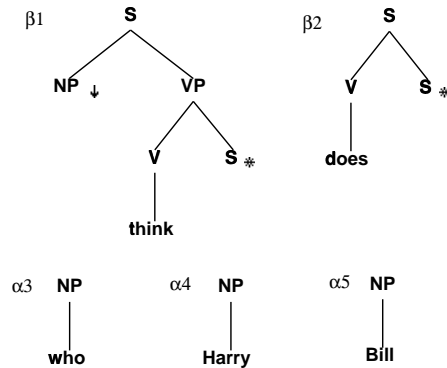 β1 S β2 S
NP ↓ VP V S *
V S * does
think
α3 NP α4 NP α5 NP
who Harry Bill